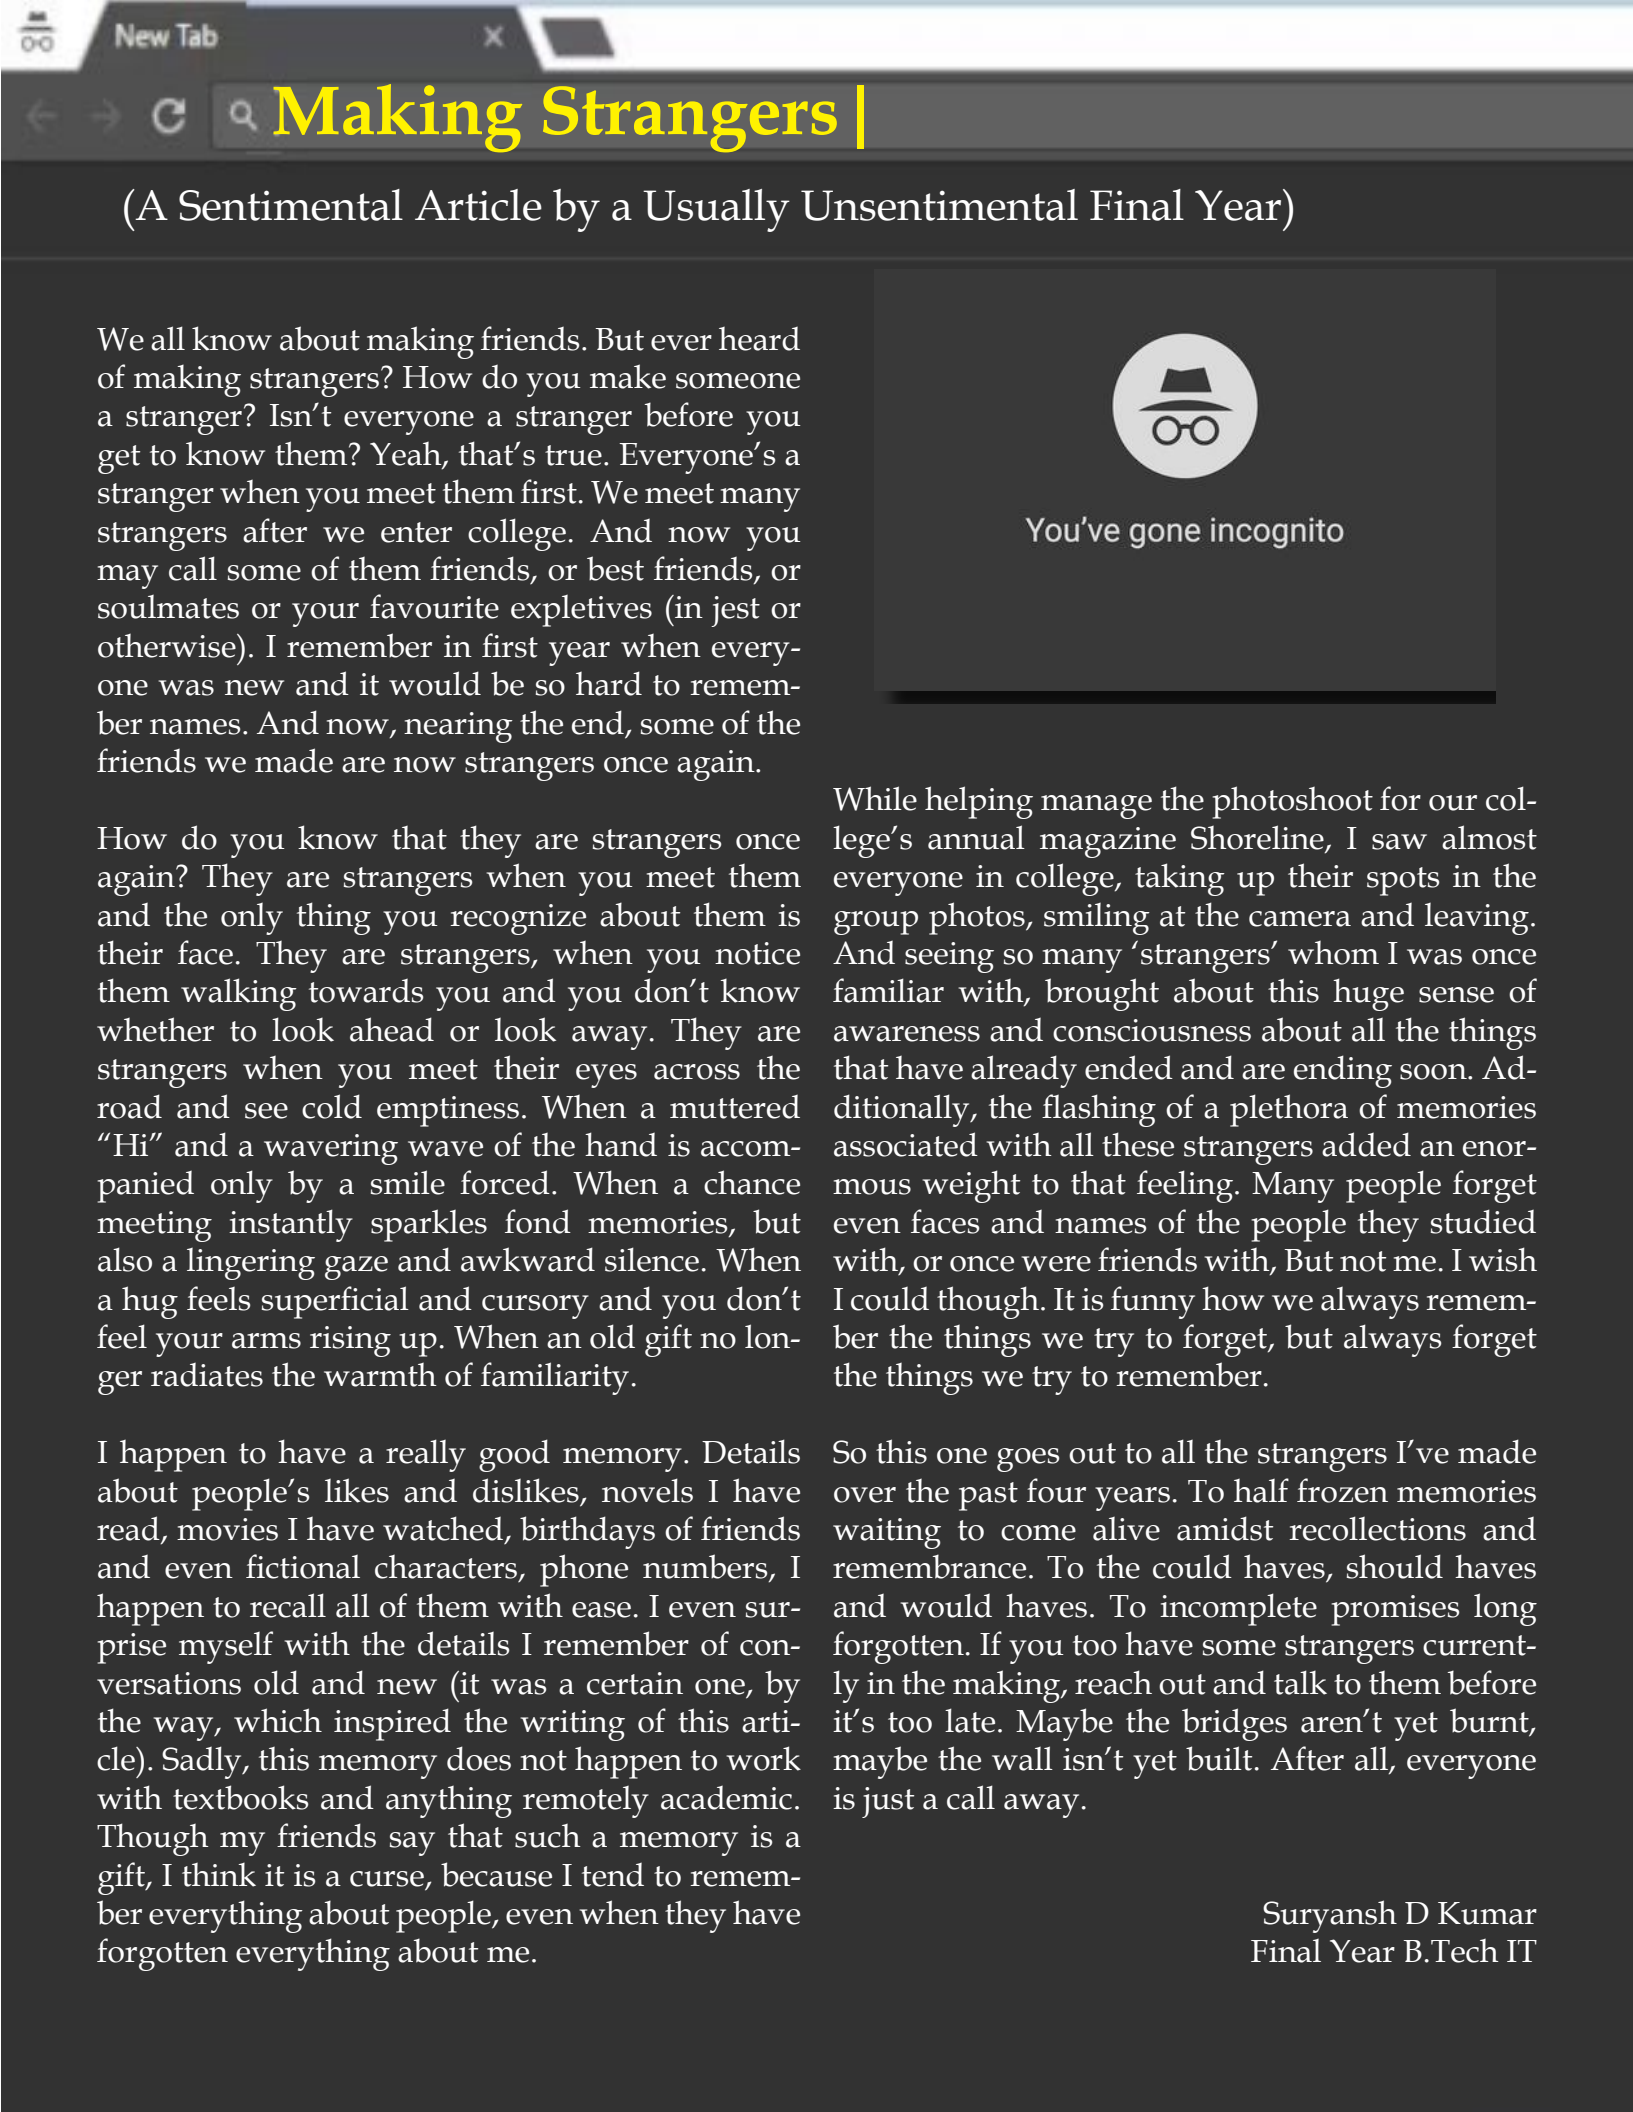 New Tab
Making Strangers|
(A Sentimental Article by a Usually Unsentimental Final Year)
We all know about making friends. But ever heard
of making strangers? How do you make someone
a stranger? Isn't everyone a stranger before you
get to know them? Yeah, that's true. Everyone's a
stranger when you meet them first. We meet many
strangers after we enter college. And now you
may call some of them friends, or best friends, or
soulmates or your favourite expletives (in jest or
otherwise). I remember in first year when every-
one was new and it would be so hard to remem-
ber names. And now, nearing the end, some of the
friends we made are now strangers once again.
How do you know that they are strangers once
again? They are strangers when you meet them
and the only thing you recognize about them is
their face. They are strangers, when you notice
them walking towards you and you don't know
whether to look ahead or look away. They are
strangers when you meet their eyes across the
road and see cold emptiness. When a muttered
“Hi” and a wavering wave of the hand is accom-
panied only by a smile forced. When a chance
meeting instantly sparkles fond memories, but
also a lingering gaze and awkward silence. When
a hug feels superficial and cursory and you don't
feel your arms rising up. When an old gift no lon-
ger radiates the warmth of familiarity.
I happen to have a really good memory. Details
about people's likes and dislikes, novels I have
read, movies I have watched, birthdays of friends
and even fictional characters, phone numbers, I
happen to recall all of them with ease. I even sur-
prise myself with the details I remember of con-
versations old and new (it was a certain one, by
the way, which inspired the writing of this arti-
cle). Sadly, this memory does not happen to work
with textbooks and anything remotely academic.
Though my friends say that such a memory is a
gift, I think it is a curse, because I tend to remem-
ber everything about people, even when they have
forgotten everything about me.
You've gone incognito
While helping manage the photoshoot for our col-
lege's annual magazine Shoreline, I saw almost
everyone in college, taking up their spots in the
group photos, smiling at the camera and leaving.
And seeing so many ‘strangers’ whom I was once
familiar with, brought about this huge sense of
awareness and consciousness about all the things
that have already ended and are ending soon. Ad-
ditionally, the flashing of a plethora of memories
associated with all these strangers added an enor-
mous weight to that feeling. Many people forget
even faces and names of the people they studied
with, or once were friends with, But not me. I wish
I could though. It is funny how we always remem-
ber the things we try to forget, but always forget
the things we try to remember.
So this one goes out to all the strangers I've made
over the past four years. To half frozen memories
waiting to come alive amidst recollections and
remembrance. To the could haves, should haves
and would haves. To incomplete promises long
forgotten. If you too have some strangers current-
ly in the making, reach out and talk to them before
it's too late. Maybe the bridges aren't yet burnt,
maybe the wall isn't yet built. After all, everyone
is just a call away.
Suryansh D Kumar
Final Year B.Tech IT